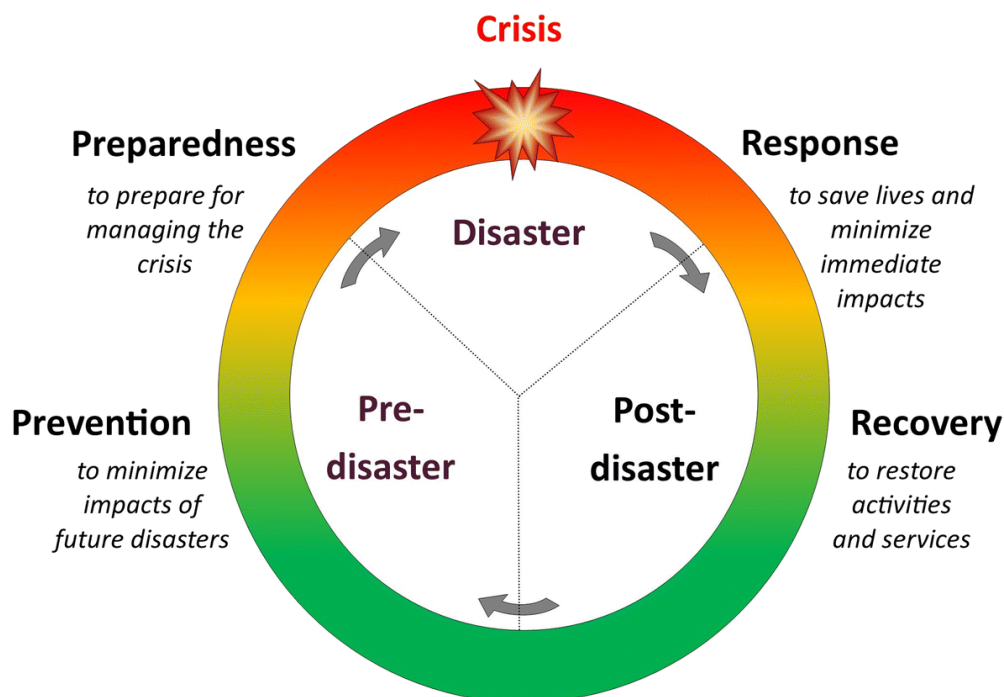 Crisis
Preparedness
to prepare for
managing the
crisis
Response
to save lives and
minimize
immediate
impacts
Disaster
Prevention
to minimize
impacts of
future disasters
Pre-
disaster
Post-
disaster
Recovery
to restore
activities
and services